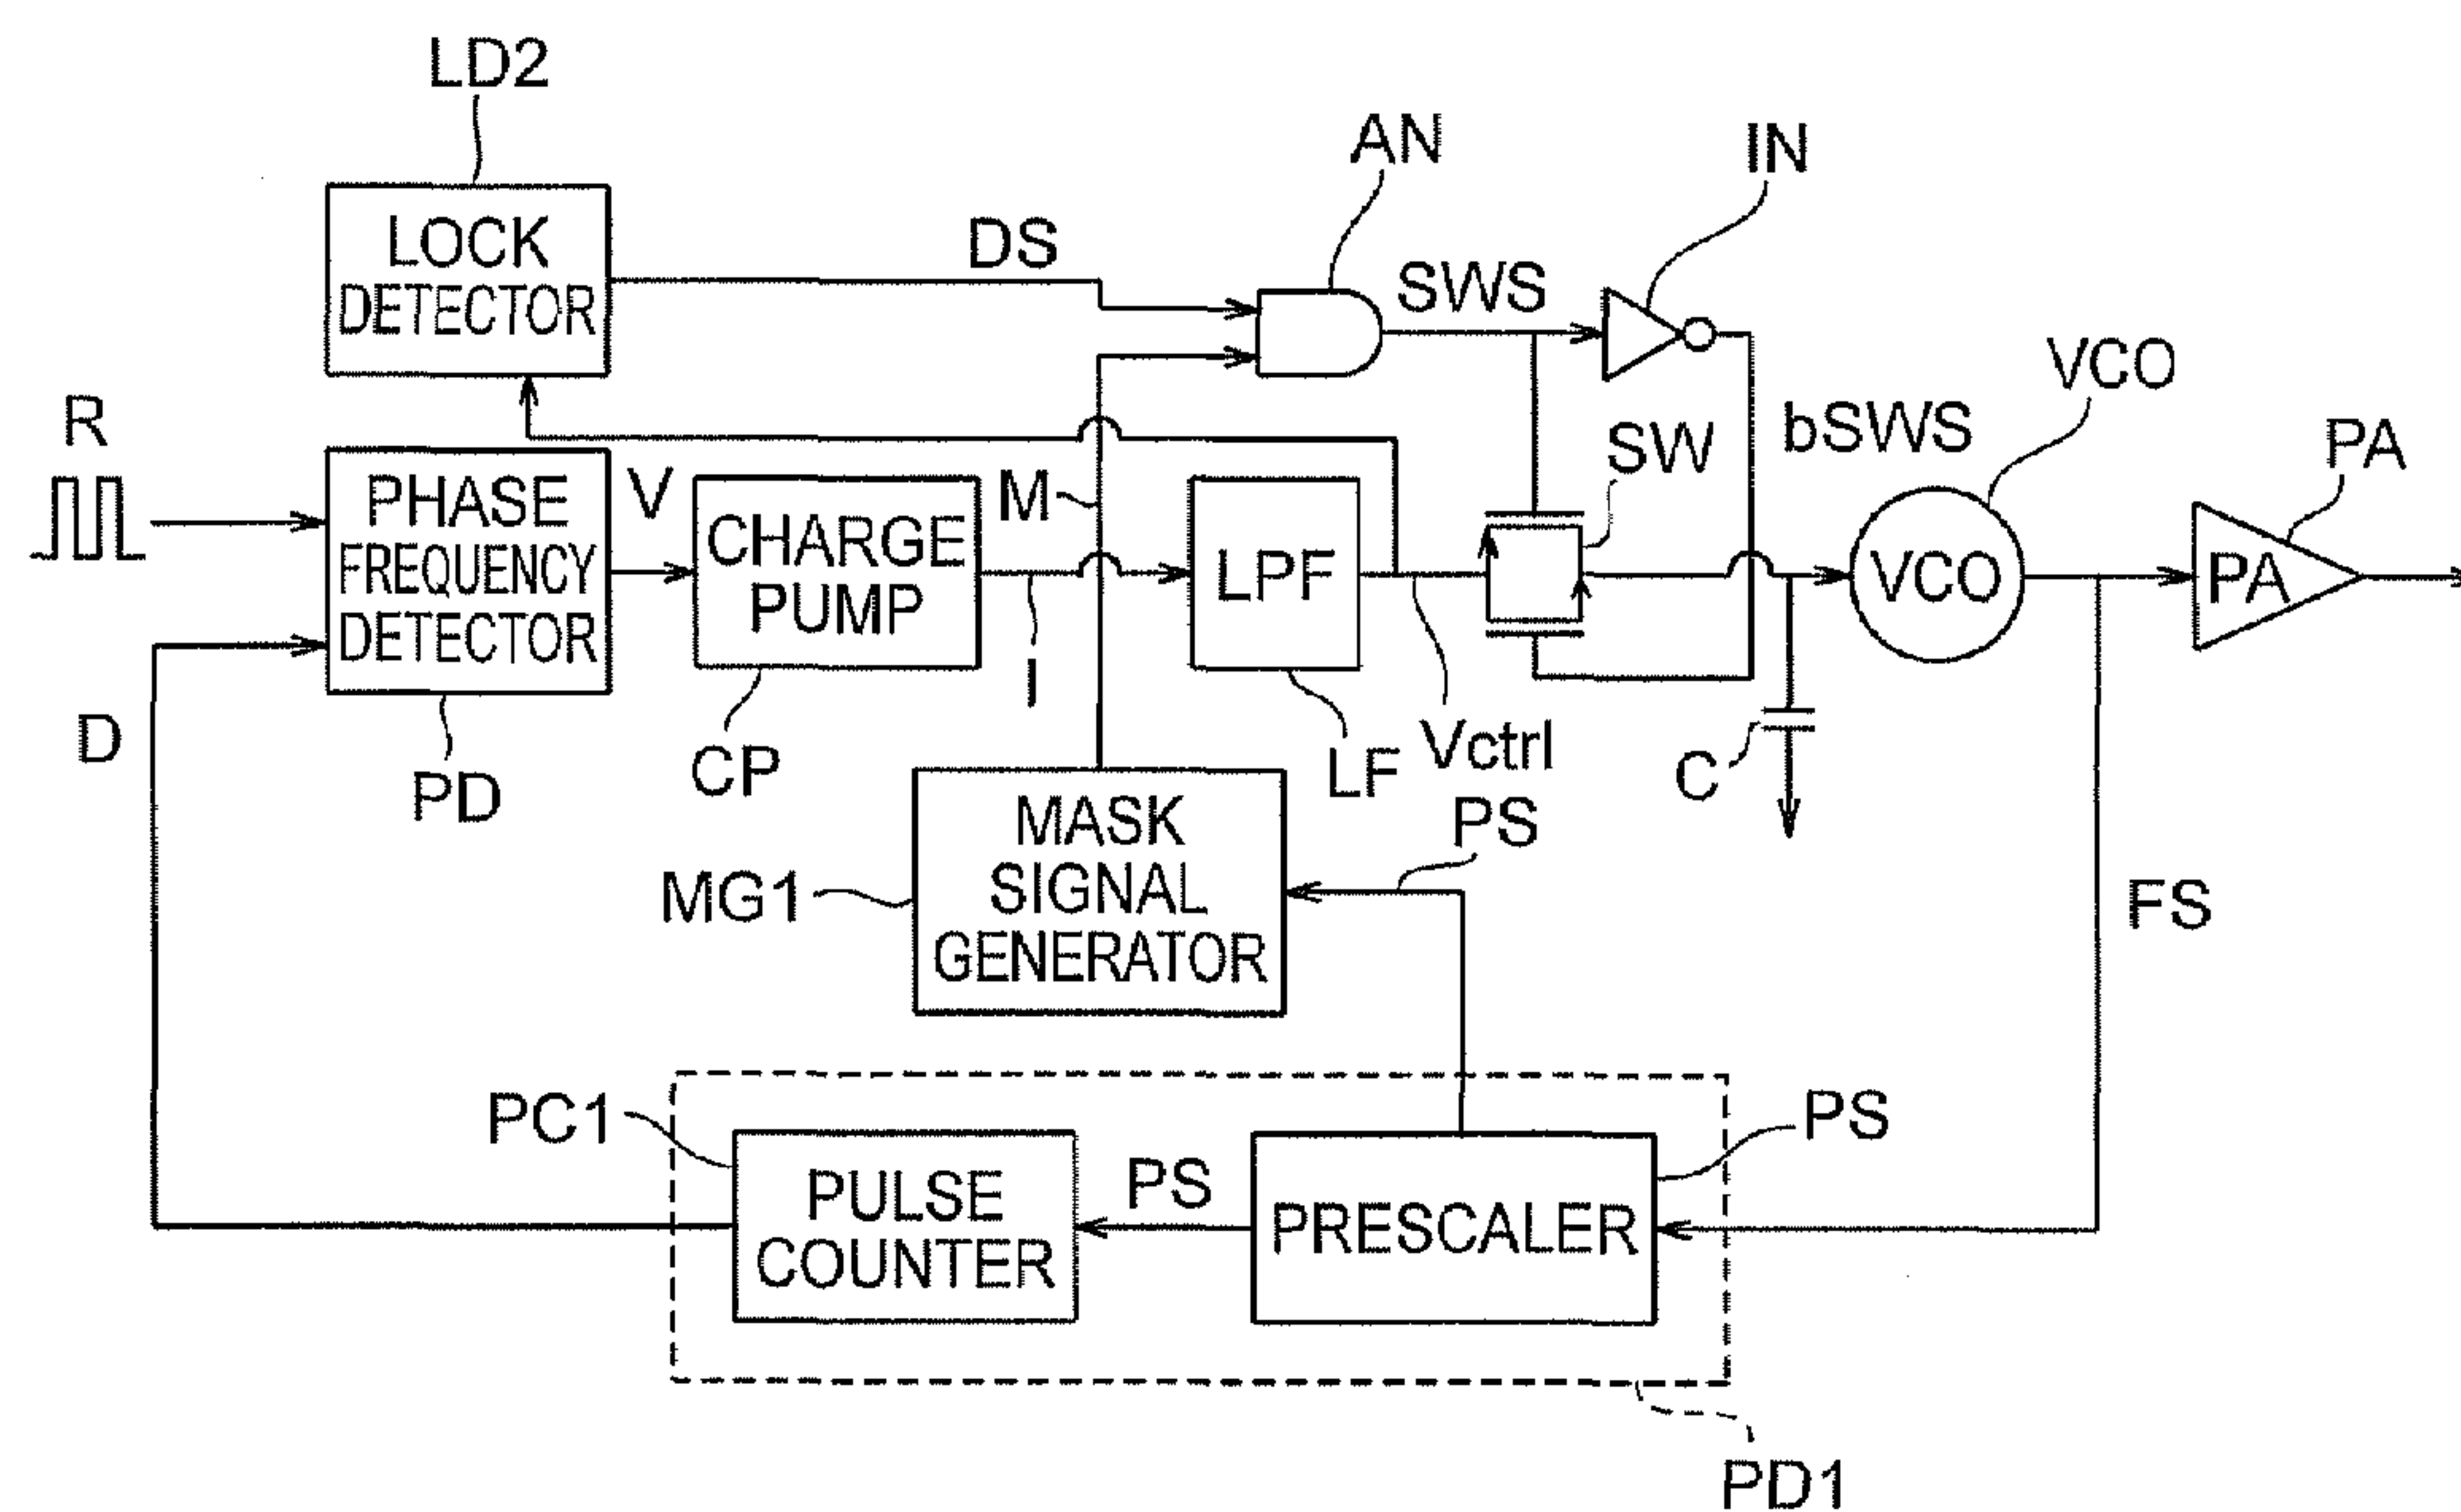 LD2
LOCK
DETECTOR
DS
AN
IN
SWS
VCO
R
bSWS
SW
PA
PHASE
FREQUENCY
DETECTOR
V
CHARGE
PUMP
M
LPF
VCO
PA
I
D
PD
CP
LF
Vctrl
C
MASK
SIGNAL
GENERATOR
PS
MG1
FS
PC1
PS
PULSE
COUNTER
PS
PRESCALER
PD1